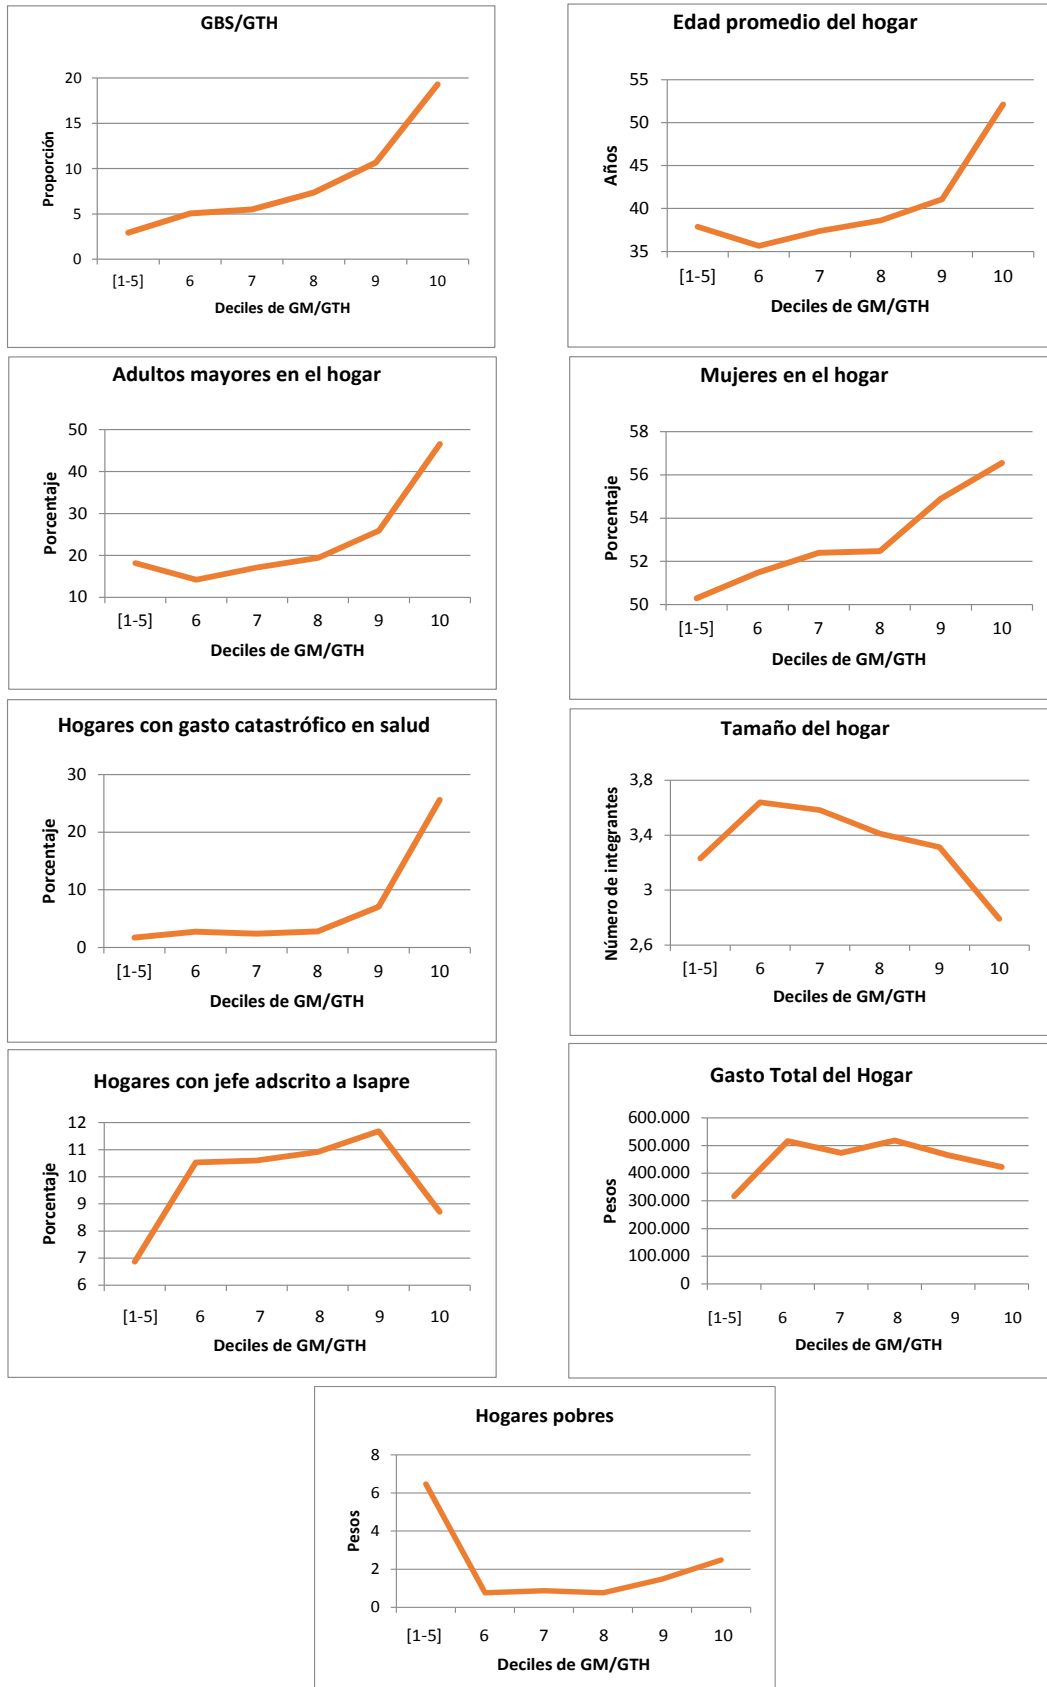 GBS/GTH
Proporción
20
15
10
5
0
[1-5] 6 7 8 9 10
Deciles de GM/GTH
Edad promedio del hogar
Años
55
50
45
40
35
[1-5] 6 7 8 9 10
Deciles de GM/GTH
Adultos mayores en el hogar
Porcentaje
50
40
30
20
10
[1-5] 6 7 8 9 10
Deciles de GM/GTH
Mujeres en el hogar
Porcentaje
58
56
54
52
50
[1-5] 6 7 8 9 10
Deciles de GM/GTH
Hogares con gasto catastrófico en salud
Porcentaje
30
20
10
0
[1-5] 6 7 8 9 10
Deciles de GM/GTH
Tamaño del hogar
Número de integrantes
3,8
3,4
3
2,6
[1-5] 6 7 8 9 10
Deciles de GM/GTH
Hogares con jefe adscrito a Isapre
Porcentaje
12
11
10
9
8
7
6
[1-5] 6 7 8 9 10
Deciles de GM/GTH
Gasto Total del Hogar
Pesos
600.000
500.000
400.000
300.000
200.000
100.000
0
[1-5] 6 7 8 9 10
Deciles de GM/GTH
Hogares pobres
Pesos
8
6
4
2
0
[1-5] 6 7 8 9 10
Deciles de GM/GTH